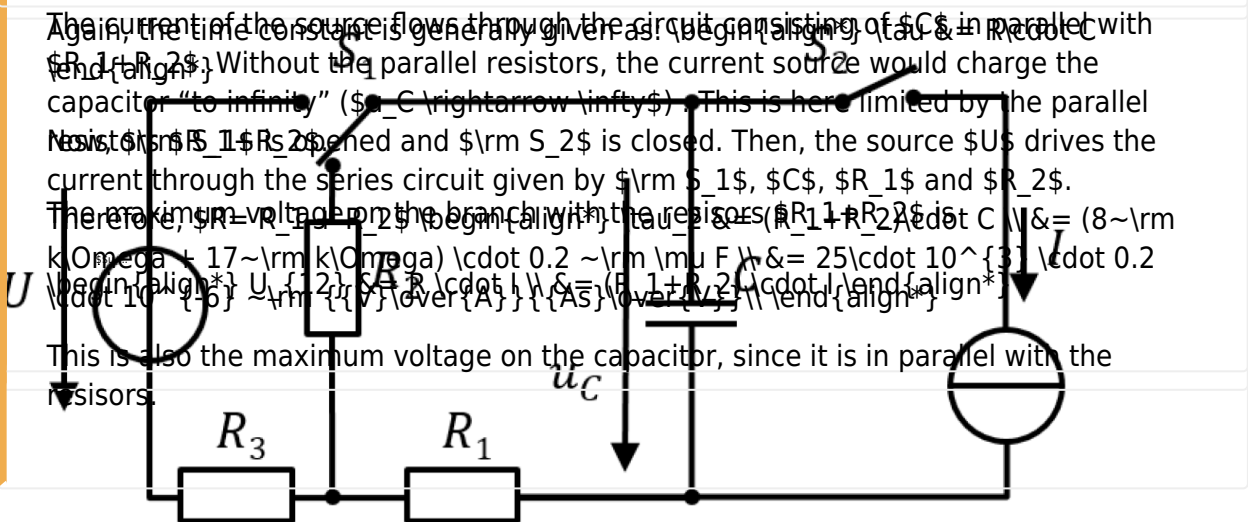 The current of the source flows through the circuit consisting of $C$ in parallel with
$R_1+R_2$. Without the parallel resistors, the current source would charge the
capacitor “to infinity” ($u_C \rightarrow \infty$) . This is here limited by the parallel
resistors $R_1+R_2$.
Again, the time constant is generally given as: \begin{align*} \tau &= R\cdot C
\end{align*}
Now, $\rm S_1$ is opened and $\rm S_2$ is closed. Then, the source $U$ drives the
current through the series circuit given by $\rm S_1$, $C$, $R_1$ and $R_2$.
The maximum voltage on the branch with the resisors $R_1+R_2$ is
Therefore, $R= R_1+R_2$ \begin{align*} \tau_2 &= (R_1+R_2)\cdot C \\ &= (8~\rm
k\Omega + 17~\rm k\Omega) \cdot 0.2 ~\rm \mu F \\ &= 25\cdot 10^{3} \cdot 0.2
\cdot 10^{-6} ~\rm {{V}\over{A}}{{As}\over{V}}\\ \end{align*}
\begin{align*} U_{12} &= R \cdot I \\ &= (R_1+R_2) \cdot I \end{align*}
This is also the maximum voltage on the capacitor, since it is in parallel with the
resisors.
S1
S2
U
R2
C
I
uC
R3
R1